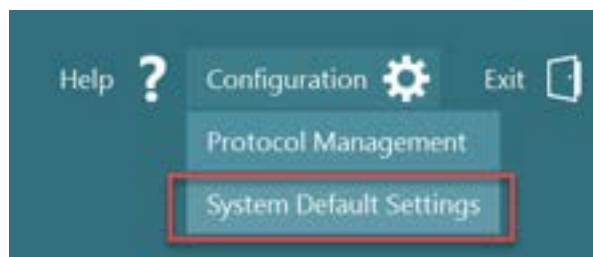 Help ? Configuration Exit
Protocol Management
System Default Settings